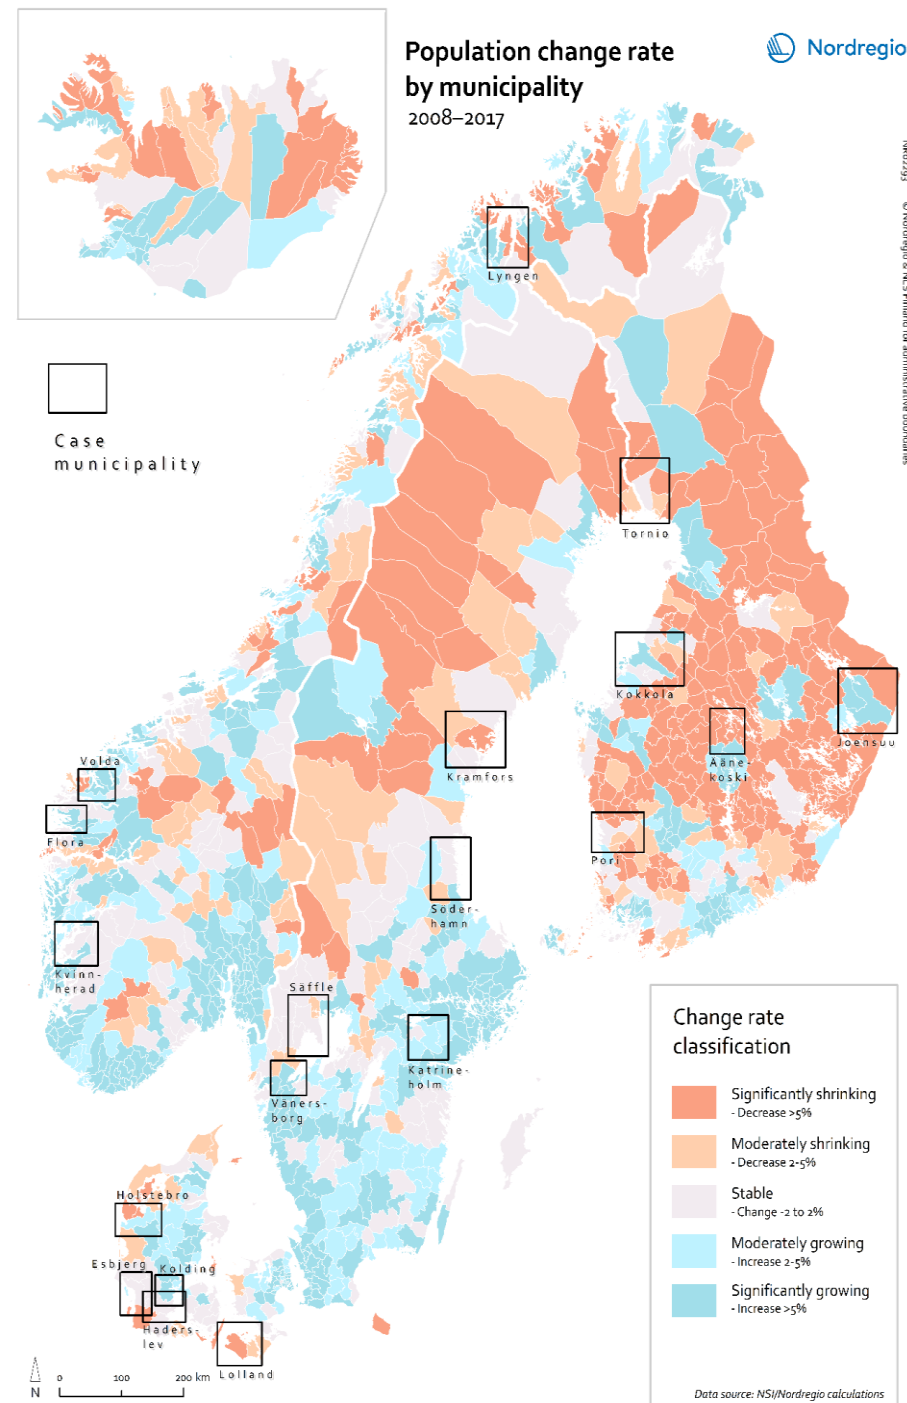 Population change rate
by municipality
2008–2017
Nordregio
Case
municipality
Lyngen
Tornio
Kokkola
Joensuu
Ääne-
koski
Kramfors
Volda
Flora
Pori
Söder-
hamn
Kvinn-
herad
Säffle
Katrine-
holm
Väners-
borg
Holstebro
Esbjerg
Kolding
Haders-
lev
Lolland
Change rate
classification
Significantly shrinking
- Decrease >5%
Moderately shrinking
- Decrease 2-5%
Stable
- Change -2 to 2%
Moderately growing
- Increase 2-5%
Significantly growing
- Increase >5%
N
0 100 200 km
Data source: NSI/Nordregio calculations